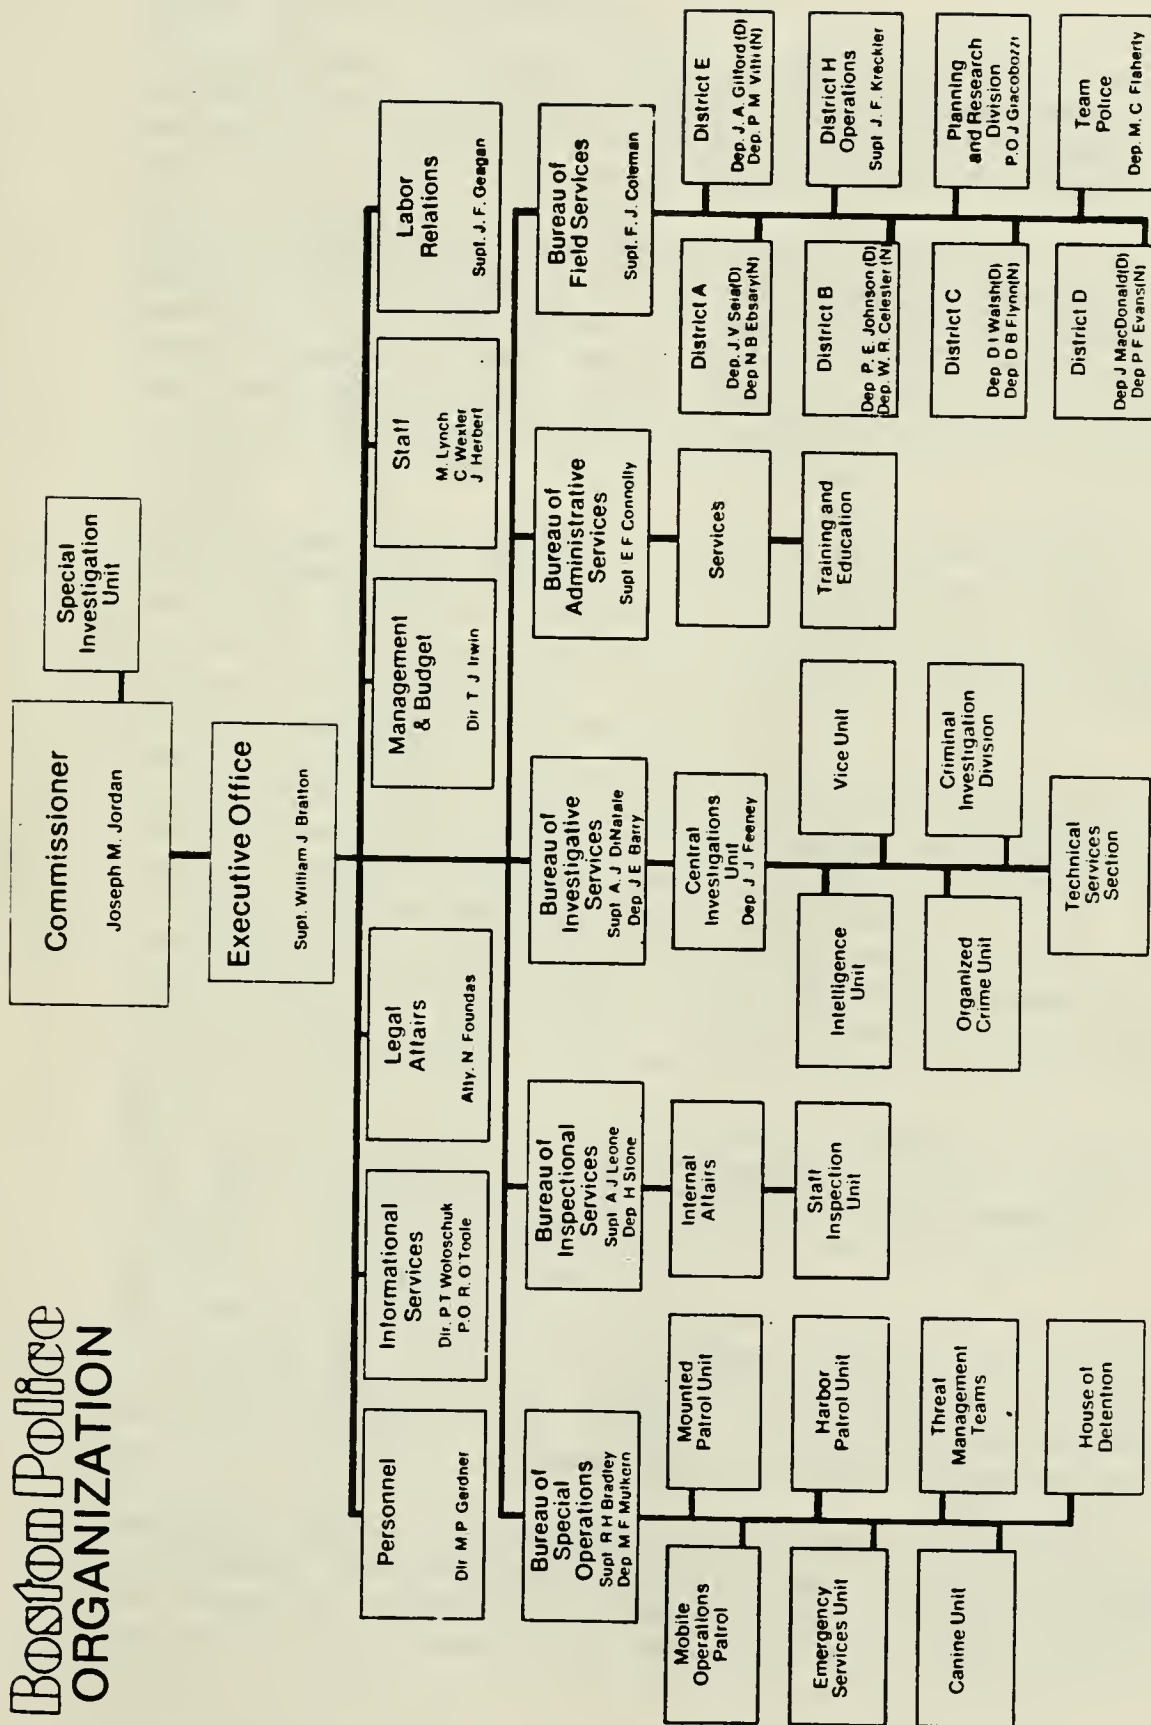 Boston Police
ORGANIZATION
Commissioner
Joseph M. Jordan
Special
Investigation
Unit
Executive Office
Supt. William J Bratton
Personnel
Dir M P Gardner
Informational
Services
Dir. P T Woloschuk
P.O R. O'Toole
Legal
Affairs
Atty. N. Foundas
Management
& Budget
Dir T J Irwin
Staff
M. Lynch
C. Wexler
J Herbert
Labor
Relations
Supt. J. F. Geagan
Bureau of
Special
Operations
Supt R H Bradley
Dep M F Mulkern
Bureau of
Inspectional
Services
Supt A J Leone
Dep H Stone
Bureau of
Investigative
Services
Supt A. J DiNatale
Dep J E Barry
Bureau of
Administrative
Services
Supt E F Connolly
Bureau of
Field Services
Supt. F. J. Coleman
Mobile
Operations
Patrol
Mounted
Patrol Unit
Emergency
Services Unit
Harbor
Patrol Unit
Canine Unit
Threat
Management
Teams
House of
Detention
Internal
Affairs
Staff
Inspection
Unit
Central
Investigations
Unit
Dep J J Feeney
Intelligence
Unit
Vice Unit
Organized
Crime Unit
Criminal
Investigation
Division
Technical
Services
Section
Services
Training and
Education
District A
Dep. J. V Seia(D)
Dep N B Ebsary(N)
District E
Dep. J. A. Gifford (D)
Dep. P M Vitti (N)
District B
Dep P. E. Johnson (D)
Dep. W. R. Celester (N)
District H
Operations
Supt J. F. Kreckler
District C
Dep D I Walsh(D)
Dep D B Flynn(N)
Planning
and Research
Division
P.O J Giacobozzi
District D
Dep J MacDonald(D)
Dep P F Evans(N)
Team
Police
Dep. M. C Flaherty